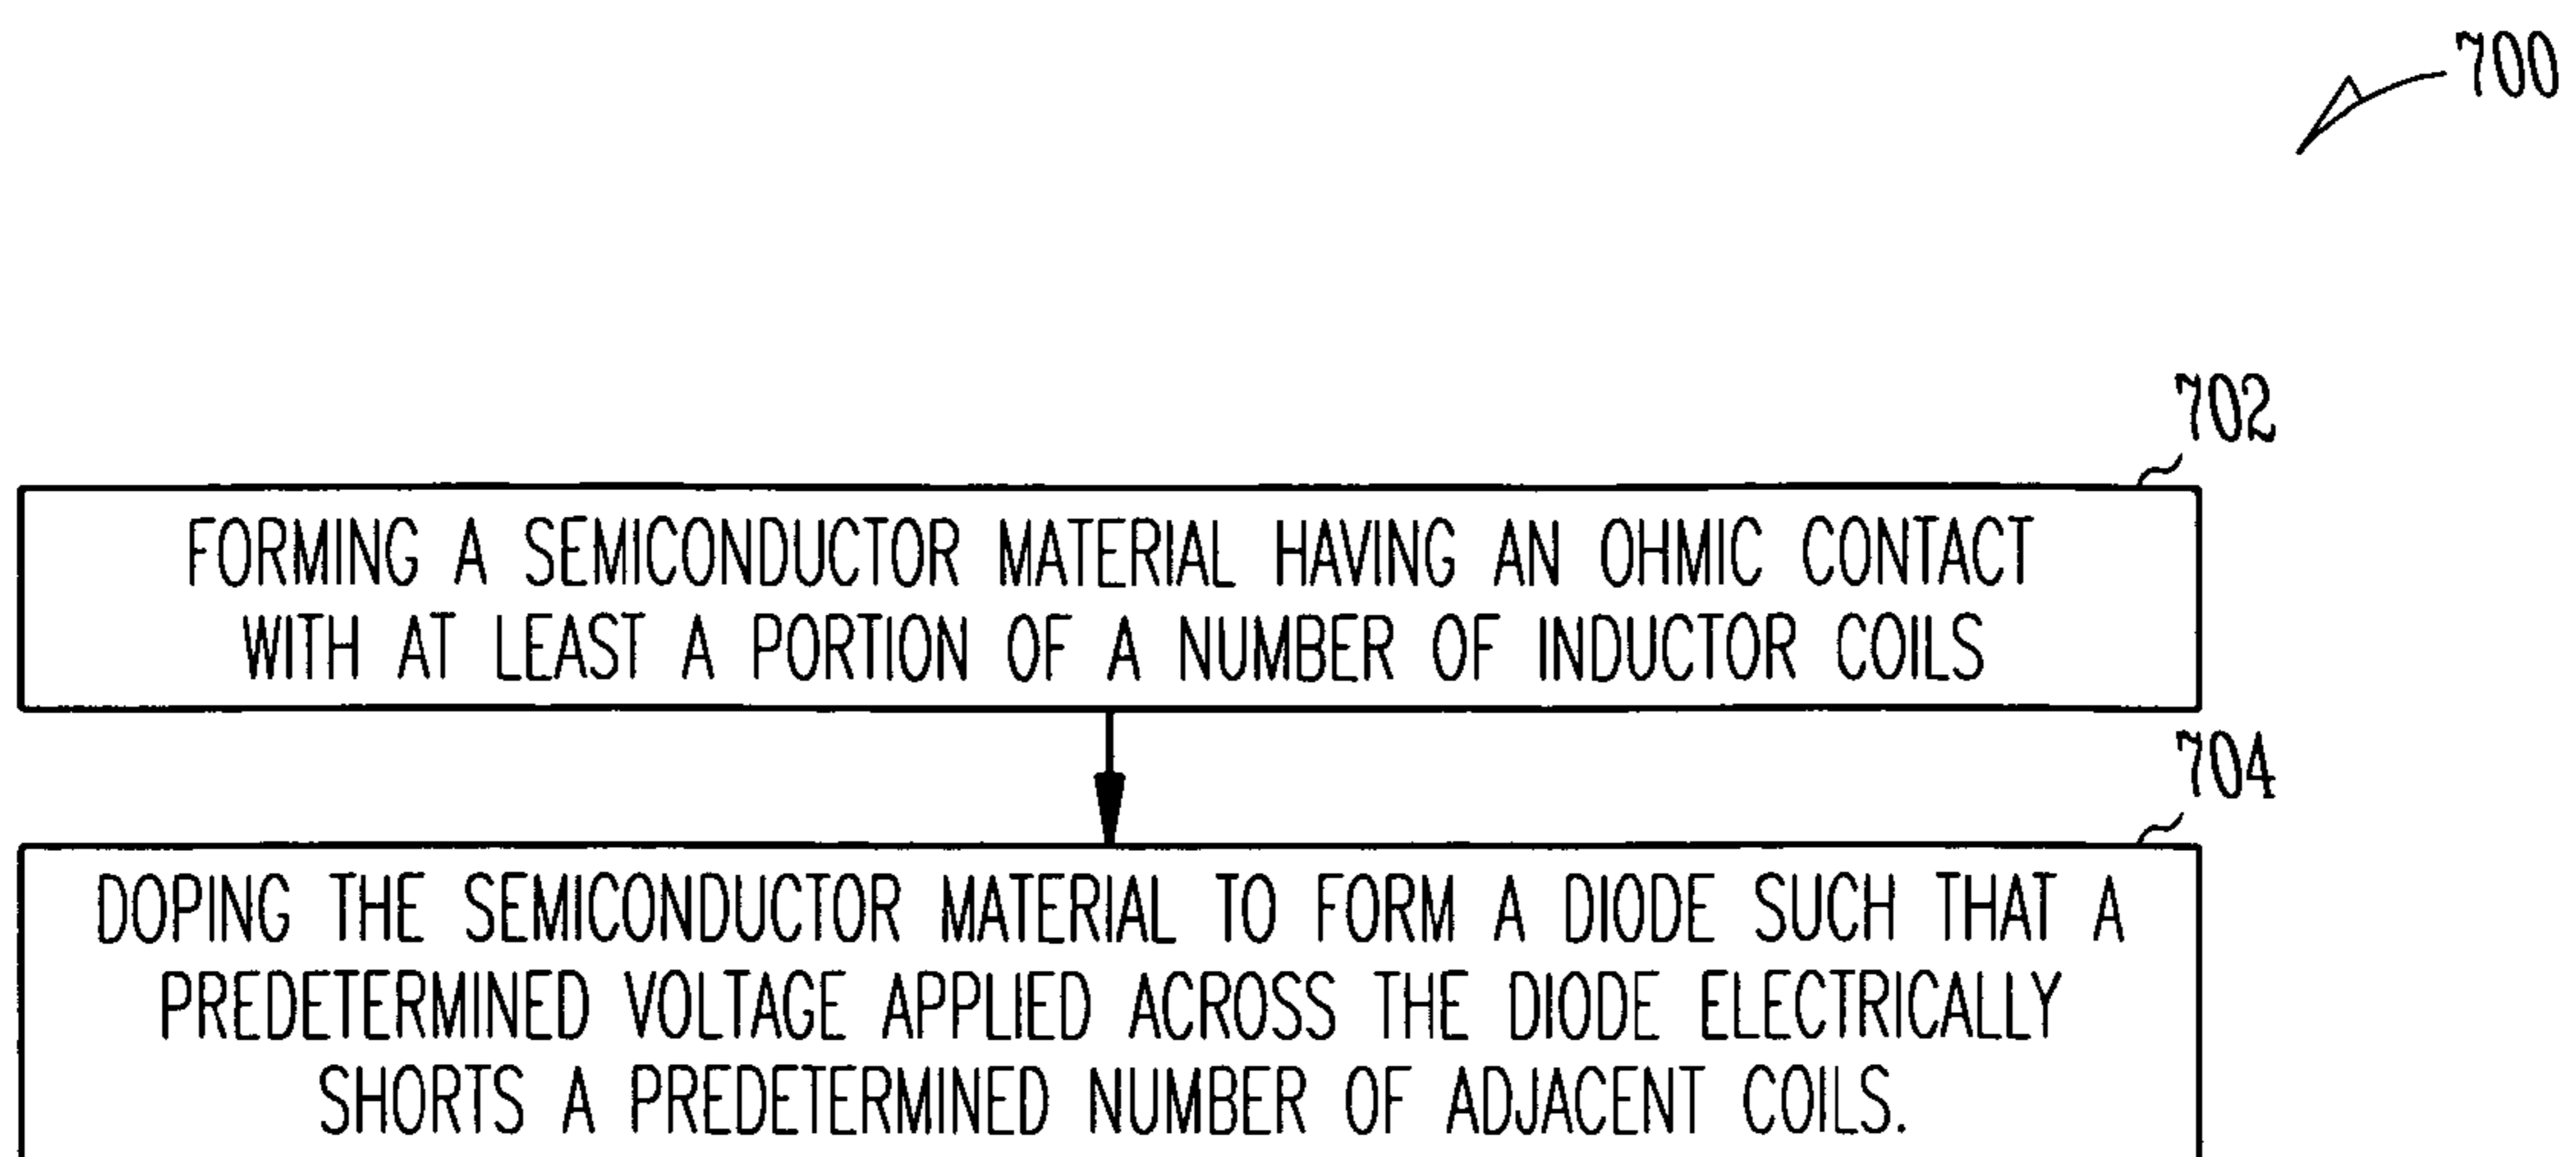 700
702
FORMING A SEMICONDUCTOR MATERIAL HAVING AN OHMIC CONTACT
WITH AT LEAST A PORTION OF A NUMBER OF INDUCTOR COILS
704
DOPING THE SEMICONDUCTOR MATERIAL TO FORM A DIODE SUCH THAT A
PREDETERMINED VOLTAGE APPLIED ACROSS THE DIODE ELECTRICALLY
SHORTS A PREDETERMINED NUMBER OF ADJACENT COILS.